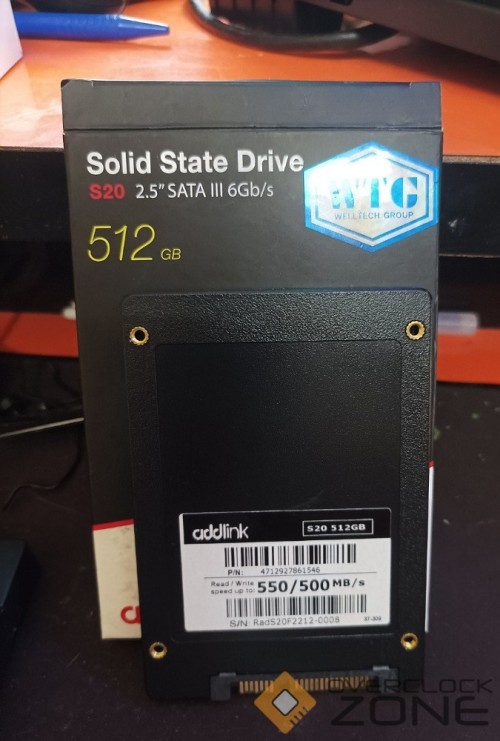 Solid State Drive
S20 2.5" SATA III 6Gb/s
WTG
WELLTECH GROUP
512 GB
addlink
S20 512GB
P/N: 4712927861546
Read / Write
speed up to: 550/500 MB/s
S/N: RadS20F2212-0008
OVERCLOCK
ZONE